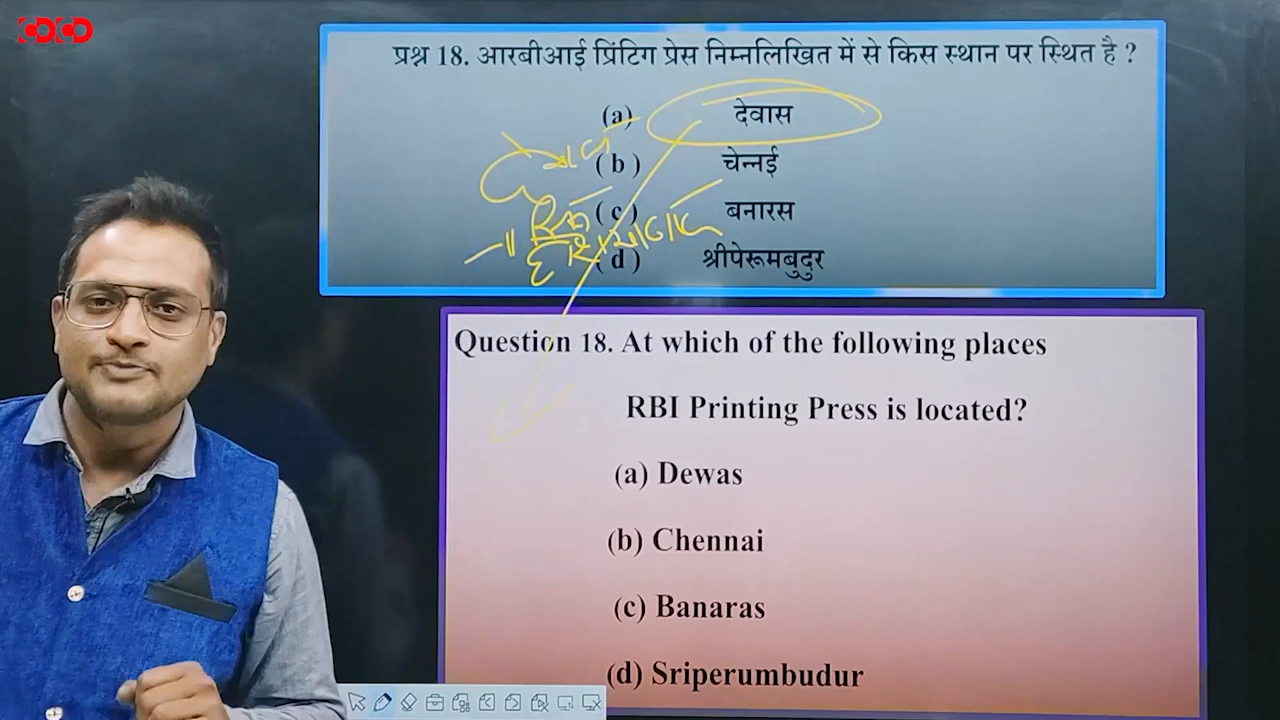 प्रश्न 18. आरबीआई प्रिंटिग प्रेस निम्नलिखित में से किस स्थान पर स्थित है ?
(a) देवास
(b) चेन्नई
(c) बनारस
(d) श्रीपेरूमबुदुर
Question 18. At which of the following places
RBI Printing Press is located?
(a) Dewas
(b) Chennai
(c) Banaras
(d) Sriperumbudur